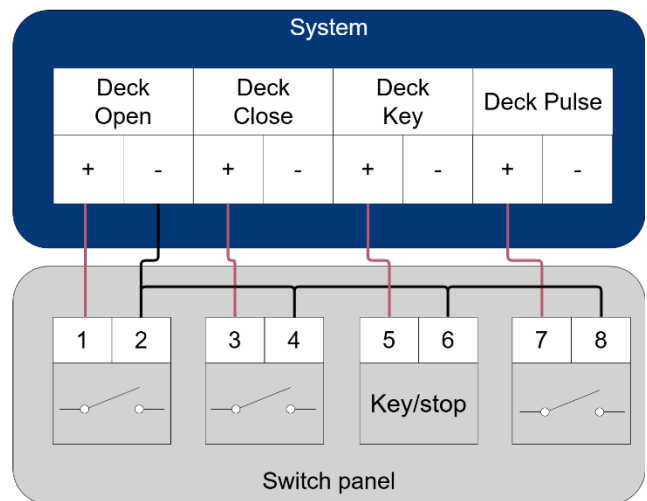 System
Deck Open
Deck Close
Deck Key
Deck Pulse
+ - + - + - + -
1 2 3 4 5 6 7 8
Key/stop
Switch panel